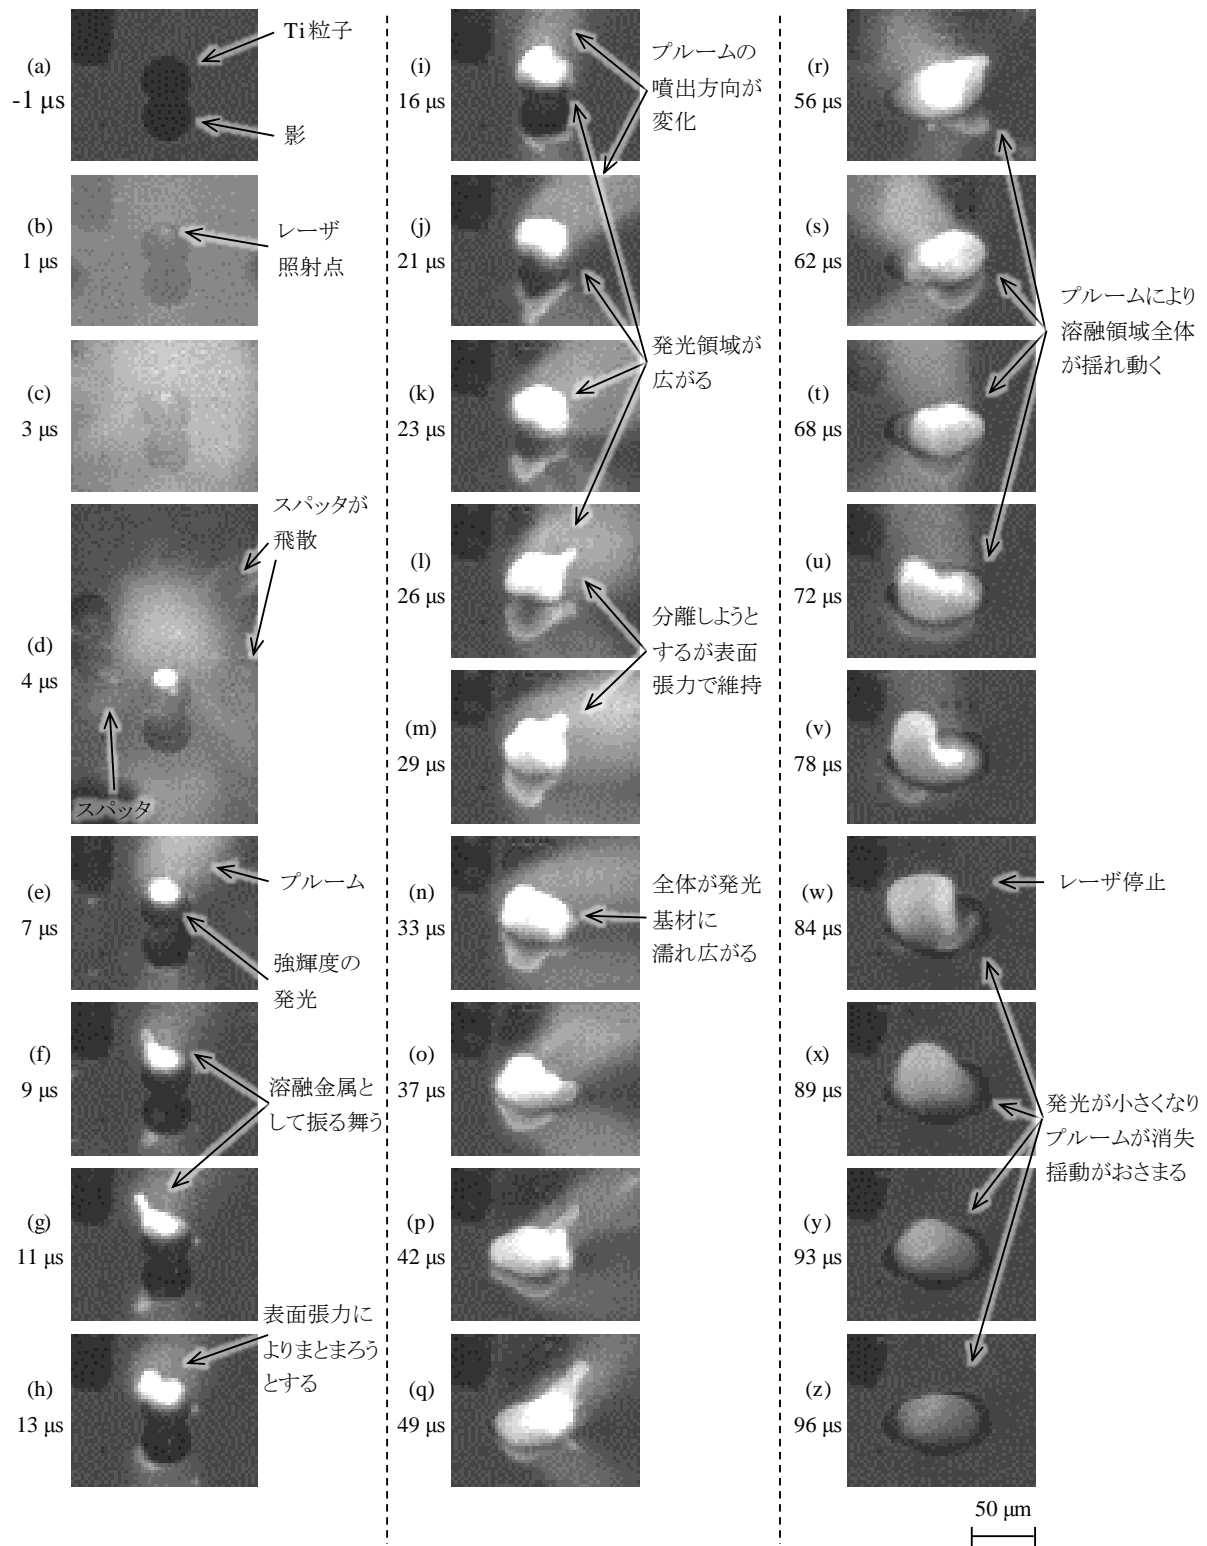 (a)
-1 μs
Ti粒子
影
(b)
1 μs
レーザ
照射点
(c)
3 μs
(d)
4 μs
スパッタが
飛散
スパッタ
(e)
7 μs
プルーム
強輝度の
発光
(f)
9 μs
溶融金属と
して振る舞う
(g)
11 μs
(h)
13 μs
表面張力に
よりまとまろう
とする
(i)
16 μs
プルームの
噴出方向が
変化
(j)
21 μs
発光領域が
広がる
(k)
23 μs
(l)
26 μs
分離しようと
するが表面
張力で維持
(m)
29 μs
(n)
33 μs
全体が発光
基材に
濡れ広がる
(o)
37 μs
(p)
42 μs
(q)
49 μs
(r)
56 μs
(s)
62 μs
プルームにより
溶融領域全体
が揺れ動く
(t)
68 μs
(u)
72 μs
(v)
78 μs
(w)
84 μs
レーザ停止
(x)
89 μs
発光が小さくなり
プルームが消失
揺動がおさまる
(y)
93 μs
(z)
96 μs
50 μm